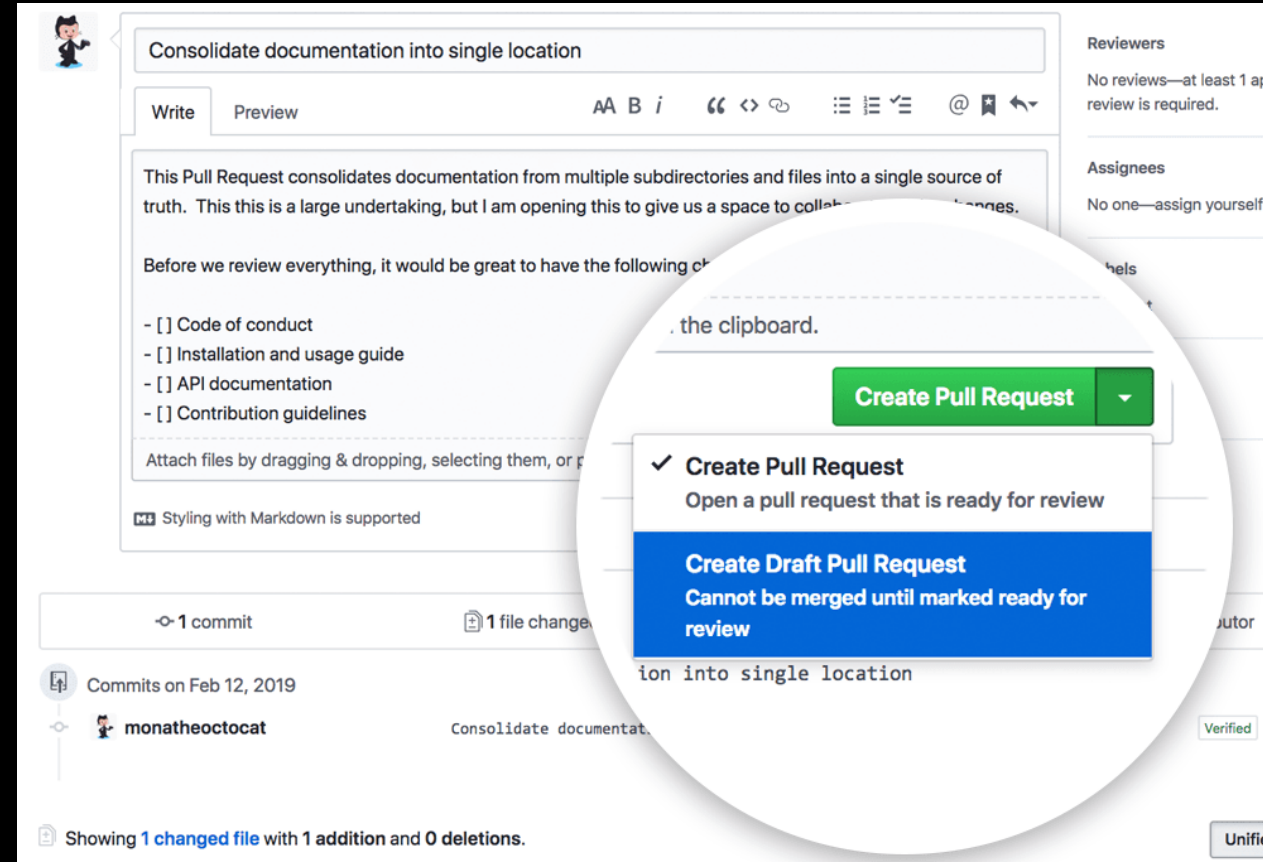 Consolidate documentation into single location
Reviewers
No reviews—at least 1
review is required.
Write Preview
AA B i
This Pull Request consolidates documentation from multiple subdirectories and files into a single source of
truth. This this is a large undertaking, but I am opening this to give us a space to
Before we review everything, it would be great to have the following
- [ ] Code of conduct
- [ ] Installation and usage guide
- [ ] API documentation
- [ ] Contribution guidelines
Attach files by dragging & dropping, selecting them, or
Styling with Markdown is supported
Assignees
No one—assign yourself
the clipboard.
Create Pull Request
Create Pull Request
Open a pull request that is ready for review
Create Draft Pull Request
Cannot be merged until marked ready for
review
ion into single location
1 commit
1 file change
Commits on Feb 12, 2019
monatheoctocat
Consolidate documentat
Verified
Showing 1 changed file with 1 addition and 0 deletions.